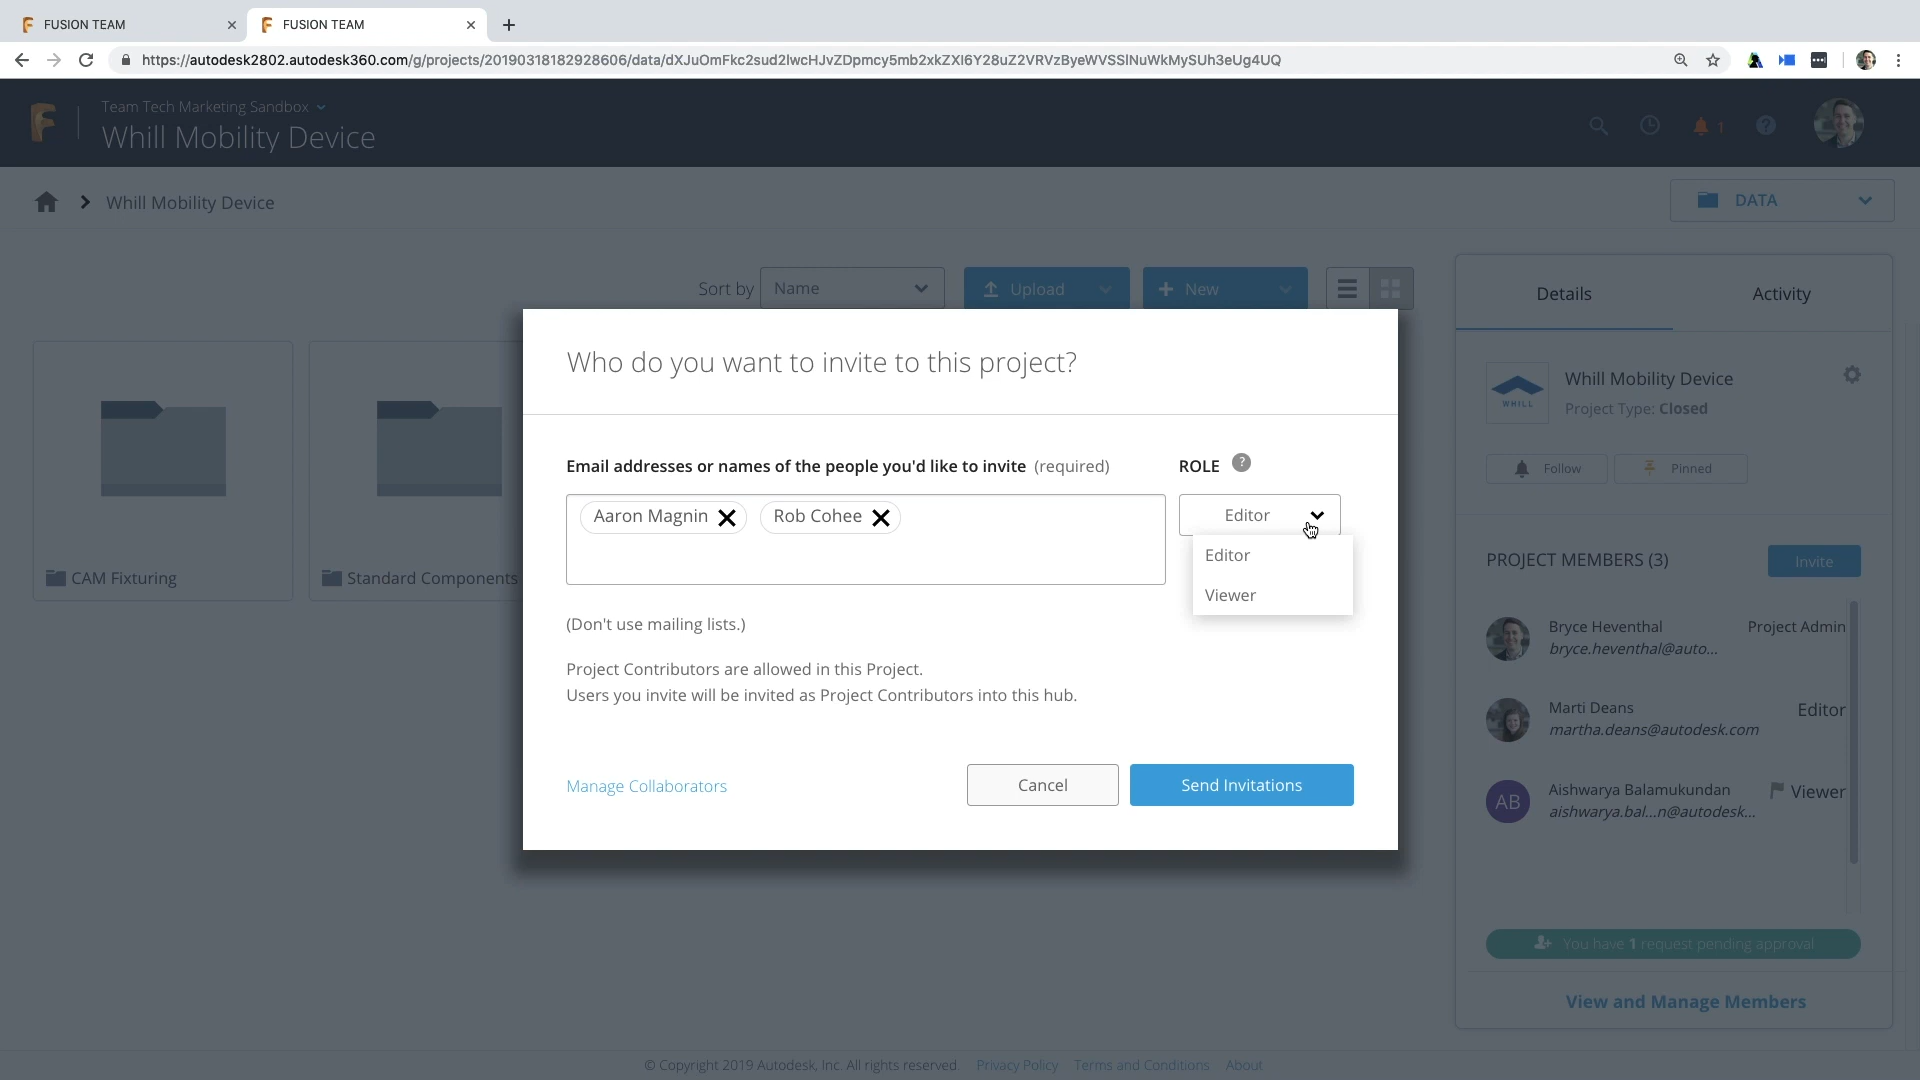 FUSION TEAM
FUSION TEAM
https://autodesk2802.autodesk360.com/g/projects/20190318182928606/data/dXJuOmFkc2sud2lwcHJvZDpmcy5mb2xkZXI6Y28uZ2VRVzByeWVSSlNuWkMySUh3eUg4UQ
Team Tech Marketing Sandbox
Whill Mobility Device
1
?
Whill Mobility Device
DATA
Sort by
Name
Upload
New
Details
Activity
Who do you want to invite to this project?
WHILL
Whill Mobility Device
Project Type: Closed
Follow
Pinned
Email addresses or names of the people you'd like to invite (required)
ROLE
?
Aaron Magnin
Rob Cohee
Editor
Editor
Viewer
CAM Fixturing
Standard Components
(Don't use mailing lists.)
Project Contributors are allowed in this Project.
Users you invite will be invited as Project Contributors into this hub.
Manage Collaborators
Cancel
Send Invitations
PROJECT MEMBERS (3)
Invite
Bryce Heventhal
Project Admin
bryce.heventhal@auto...
Marti Deans
Editor
martha.deans@autodesk.com
AB
Aishwarya Balamukundan
Viewer
aishwarya.bal...n@autodesk...
You have 1 request pending approval
View and Manage Members
© Copyright 2019 Autodesk, Inc. All rights reserved. Privacy Policy Terms and Conditions About